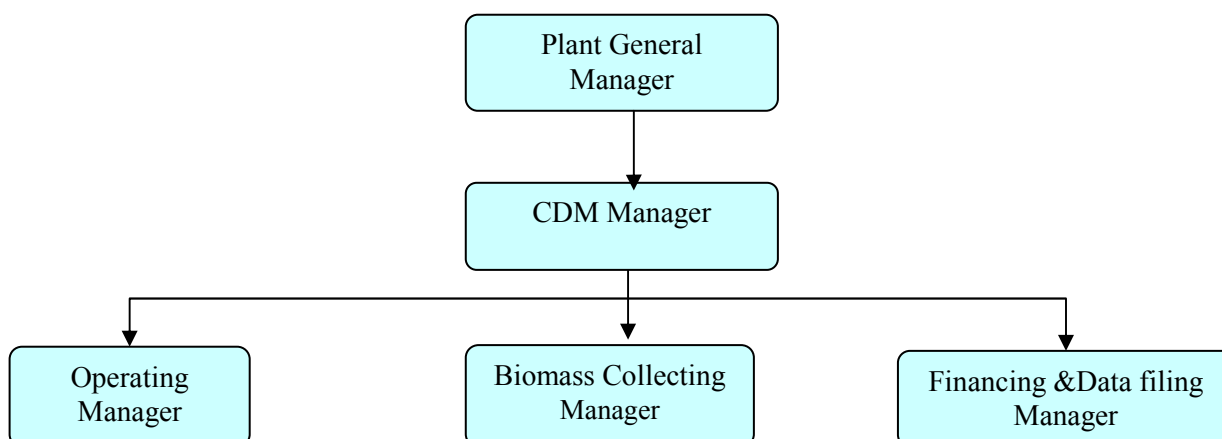 Plant General
Manager
CDM Manager
Operating
Manager
Biomass Collecting
Manager
Financing &Data filing
Manager